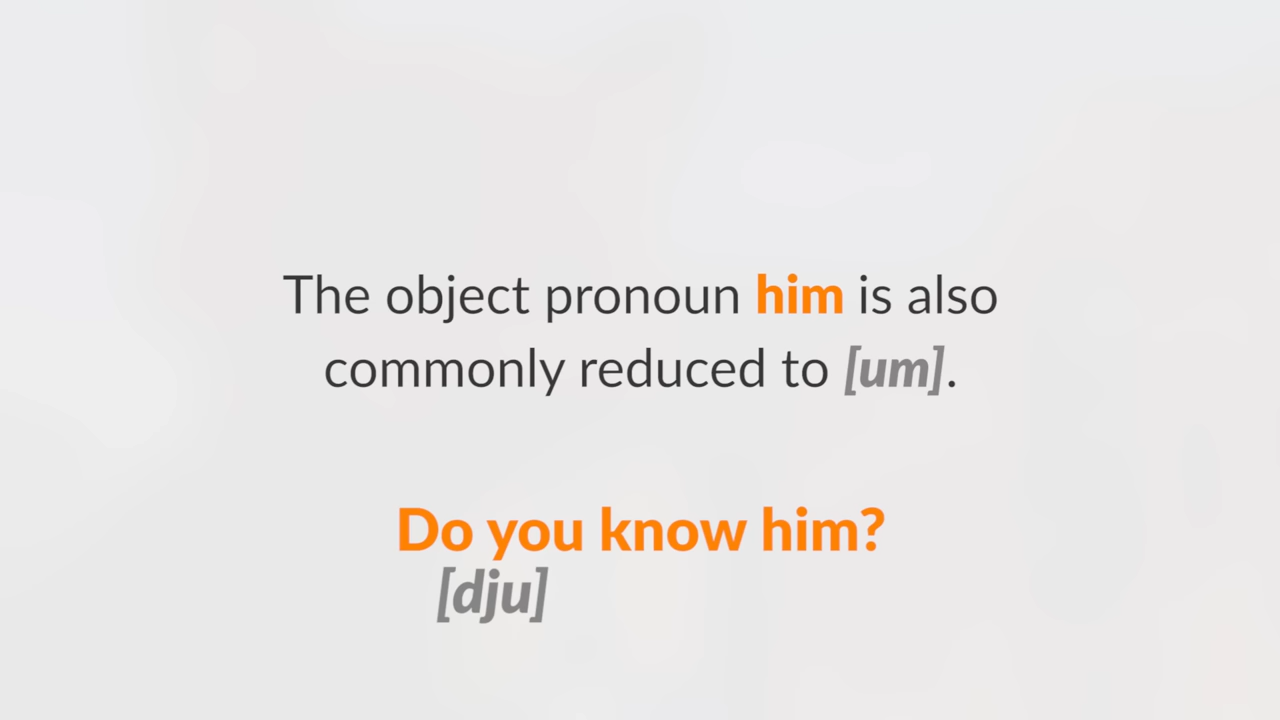 The object pronoun him is also
commonly reduced to [um].
Do you know him?
[dju]